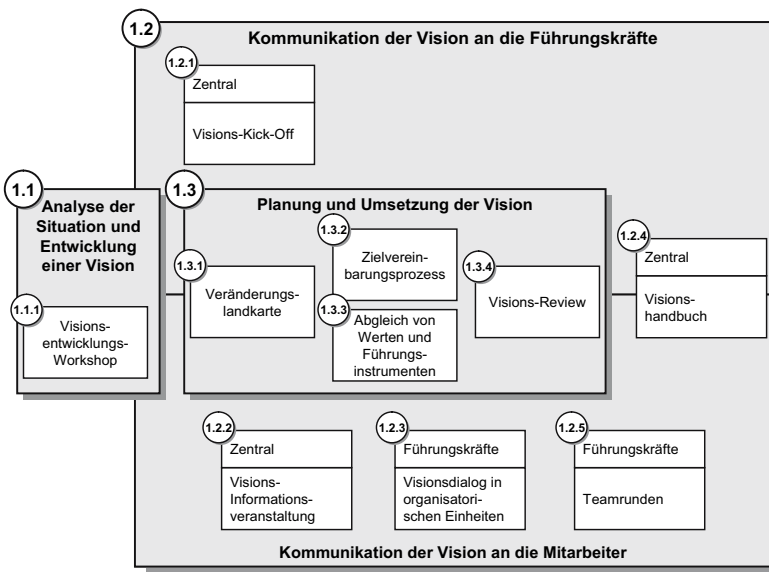 1.2
Kommunikation der Vision an die Führungskräfte
1.2.1
Zentral
Visions-Kick-Off
1.1
Analyse der
Situation und
Entwicklung
einer Vision
1.1.1
Visions-
entwicklungs-
Workshop
1.3
Planung und Umsetzung der Vision
1.3.1
Veränderungs-
landkarte
1.3.2
Zielverein-
barungsprozess
1.3.3
Abgleich von
Werten und
Führungs-
instrumenten
1.3.4
Visions-Review
1.2.4
Zentral
Visions-
handbuch
1.2.2
Zentral
Visions-
Informations-
veranstaltung
1.2.3
Führungskräfte
Visionsdialog in
organisatori-
schen Einheiten
1.2.5
Führungskräfte
Teamrunden
Kommunikation der Vision an die Mitarbeiter